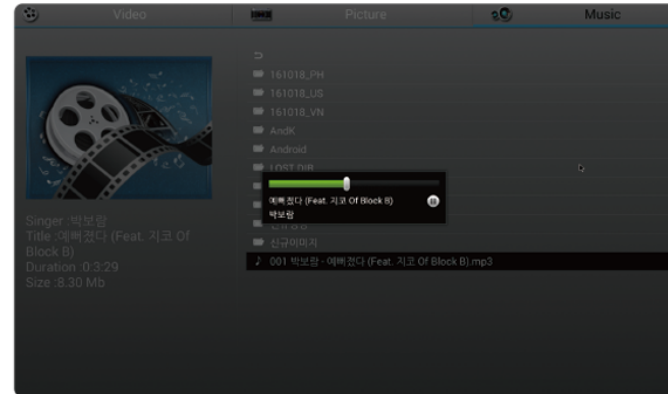 Video
Picture
Music
161018_PH
161018_US
161018_VN
AndK
Android
LOST.DIR
예뻐졌다 (Feat. 지코 Of Block B)
박보람
신규이미지
001 박보람 - 예뻐졌다 (Feat. 지코 Of Block B).mp3
Singer :박보람
Title :예뻐졌다 (Feat. 지코 Of
Block B)
Duration :0:3:29
Size :8.30 Mb